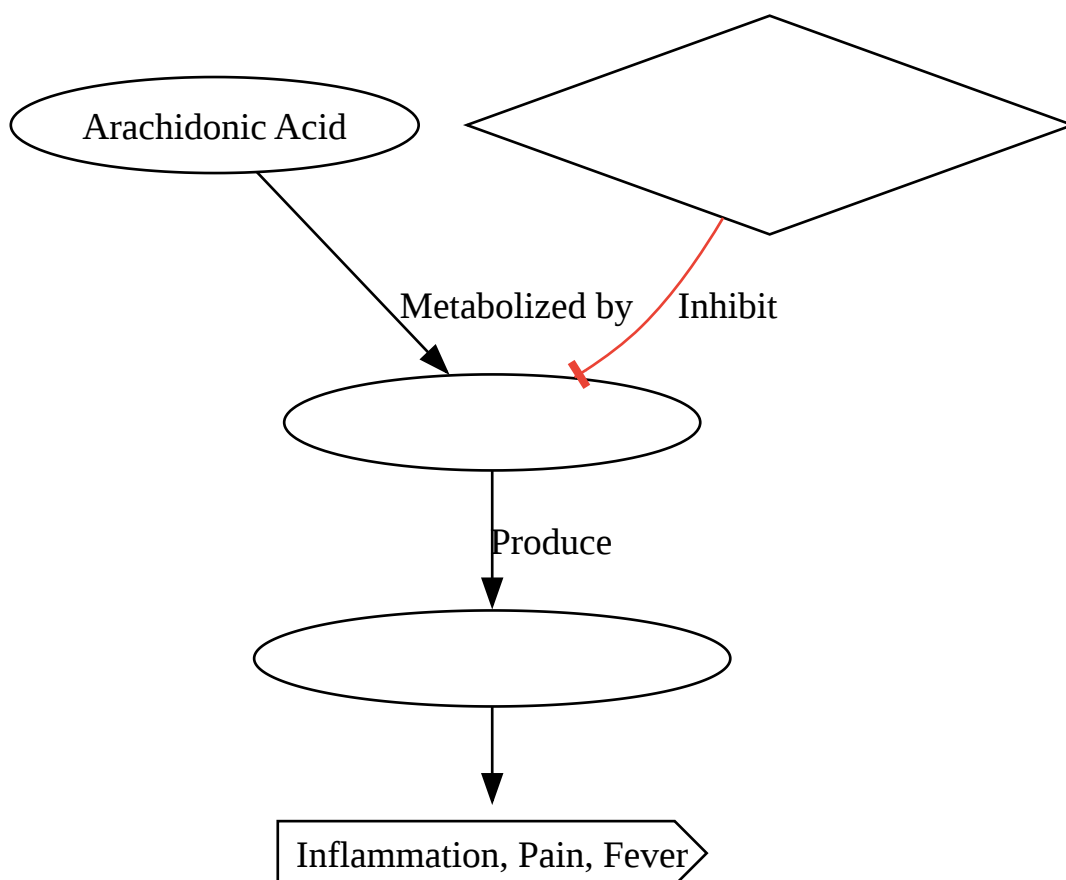 Arachidonic Acid
Metabolized by
Inhibit
Produce
Inflammation, Pain, Fever